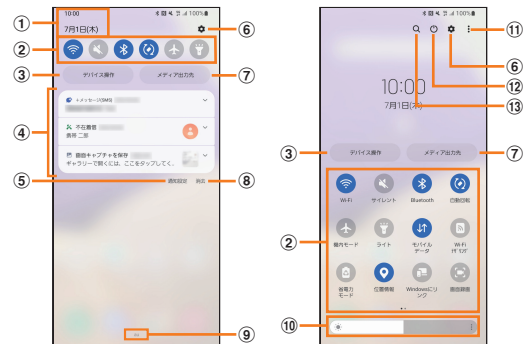 ①
10:00
100%
7月1日(木)
⑥
②
③
デバイス操作
メディア出力先
⑦
④
+メッセージ(SMS)
不在着信
携帯 二郎
画面キャプチャを保存
ギャラリーで開くには、ここをタップしてく.
⑤
通知設定
消去
⑧
⑨
100%
⑪
⑫
⑥
⑬
10:00
7月1日(木)
③
デバイス操作
メディア出力先
⑦
②
Wi-Fi
サイレント
Bluetooth
自動回転
機内モード
ライト
モバイル
データ
Wi-Fi
テザリング
省電力
モード
位置情報
Windowsにリ
ンク
画面録画
⑩